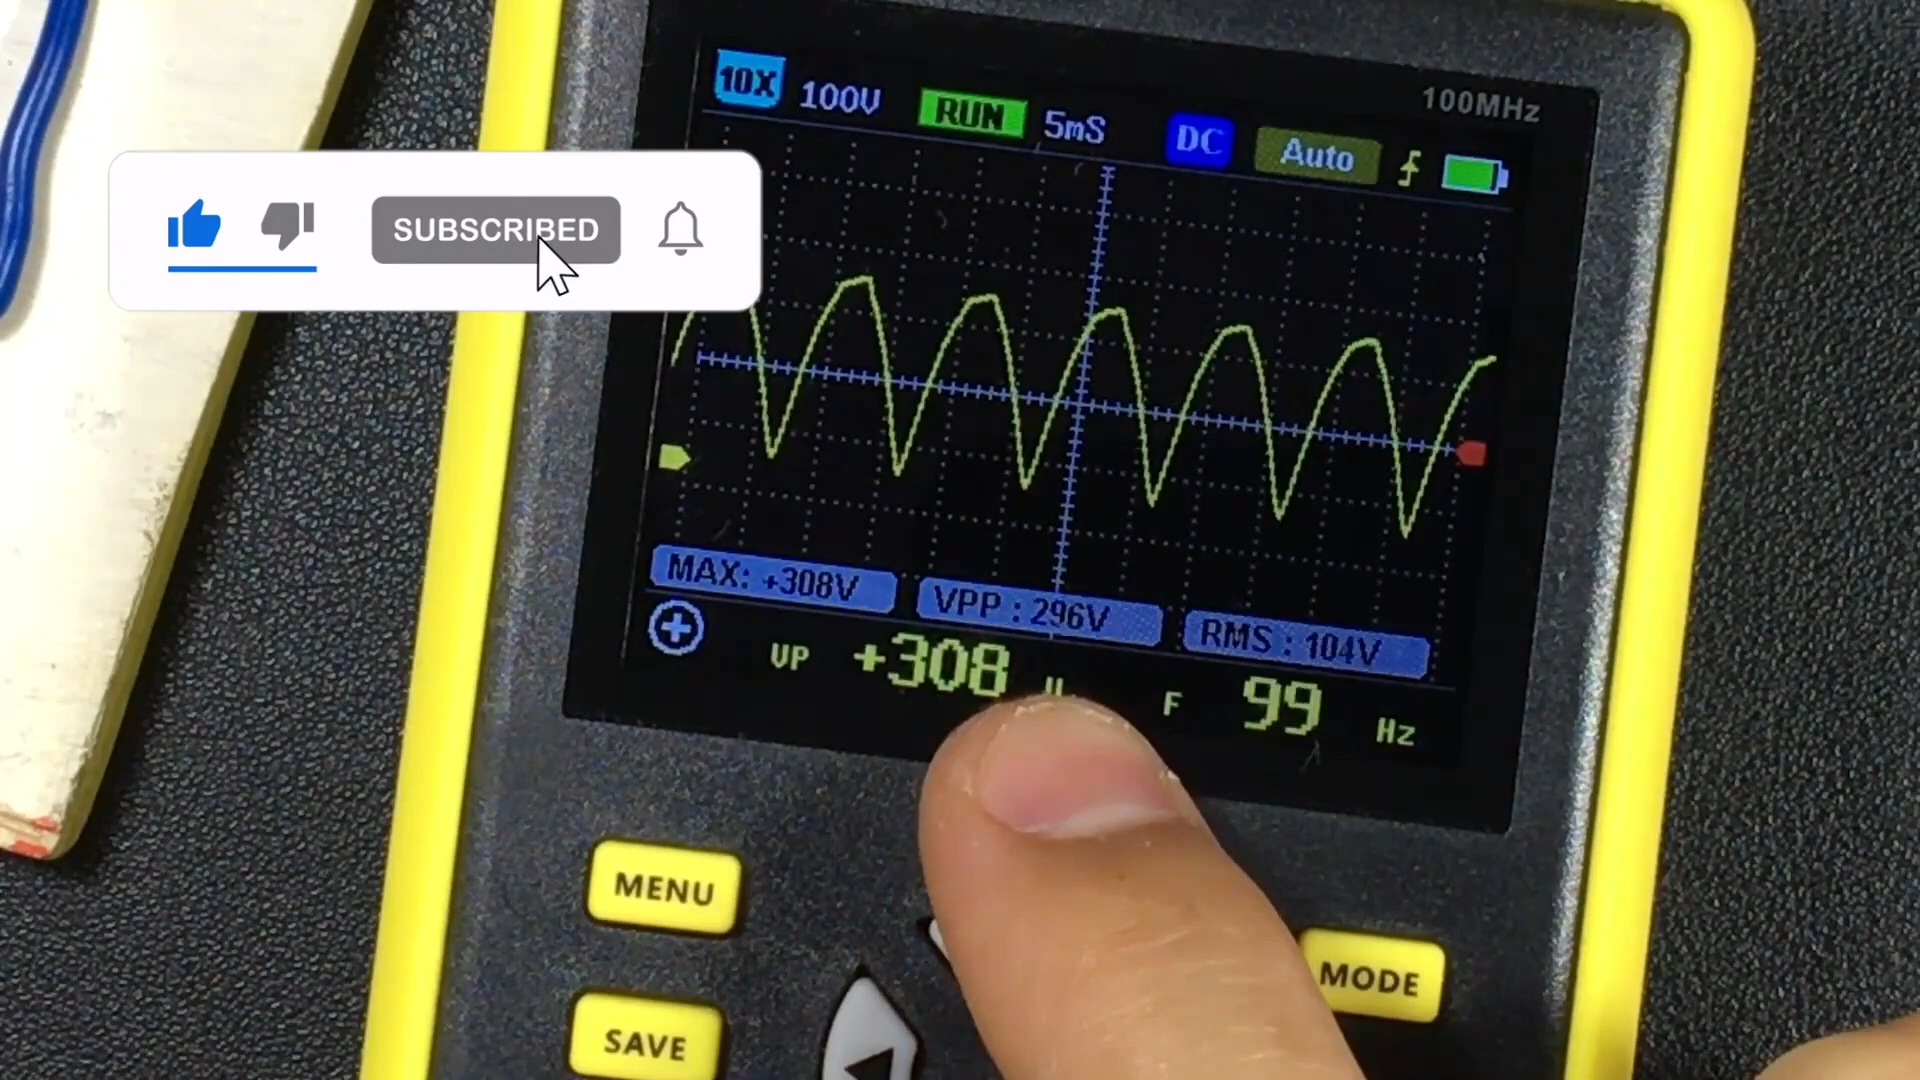 100MHz
10X 100V RUN 5mS DC Auto
SUBSCRIBED
MAX: +308V VPP : 296V RMS : 104V
VP +308 F 99 Hz
MENU
MODE
SAVE